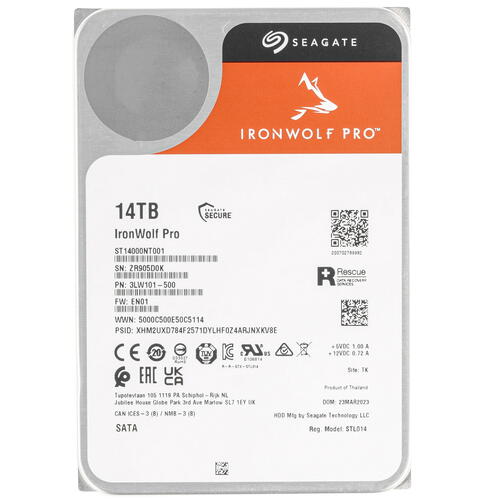 SEAGATE
IRONWOLF PRO™
14TB
SEAGATE
SECURE
IronWolf Pro
ST14000NT001
SN: ZR905D0K
PN: 3LW101-500
FW: EN01
WWN: 5000C500E50C5114
PSID: XHM2UXD784F2571DYLHF0Z4ARJNXKV8E
Rescue
DATA RECOVERY
SERVICES
+5VDC 1.00 A
+12VDC 0.72 A
Site: TK
Product of Thailand
Tupolevlaan 105 1119 PA Schiphol - Rijk NL
Jubilee House Globe Park 3rd Ave Marlow SL7 1EY UK
DOM: 23MAR2023
CAN ICES-3 (B) / NMB-3 (B)
HDD Mfg by Seagate Technology LLC
SATA
Reg. Model: STL014